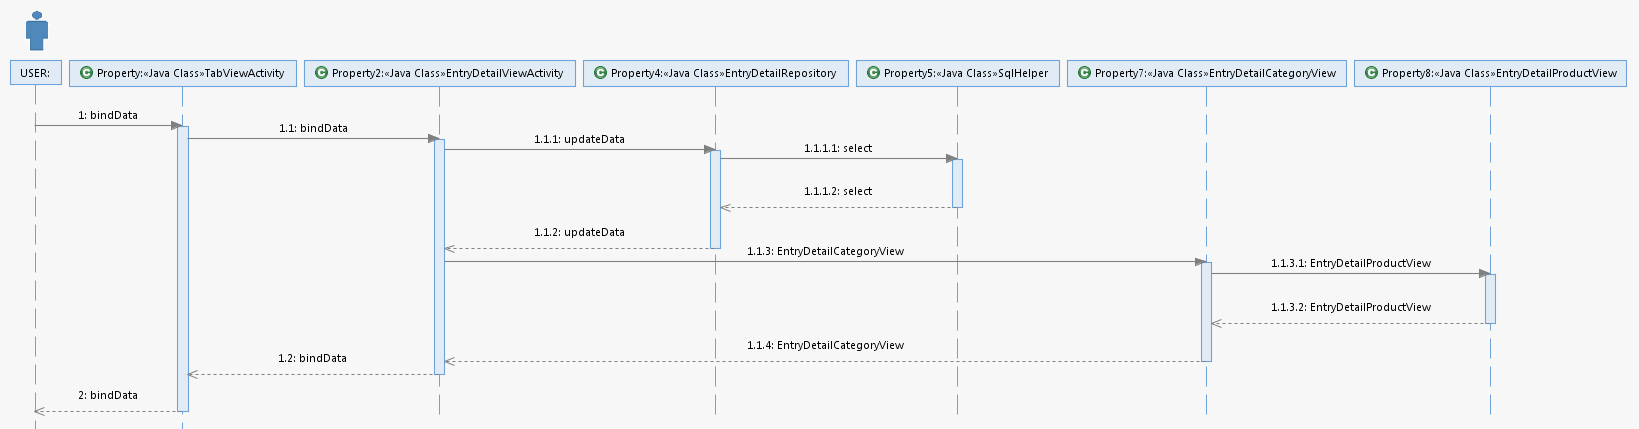 USER:
C Property:«Java Class»TabViewActivity
C Property2:«Java Class»EntryDetailViewActivity
C Property4:«Java Class»EntryDetailRepository
C Property5:«Java Class»SqlHelper
C Property7:«Java Class»EntryDetailCategoryView
C Property8:«Java Class»EntryDetailProductView
1: bindData
1.1: bindData
1.1.1: updateData
1.1.1.1: select
1.1.1.2: select
1.1.2: updateData
1.1.3: EntryDetailCategoryView
1.1.3.1: EntryDetailProductView
1.1.3.2: EntryDetailProductView
1.1.4: EntryDetailCategoryView
1.2: bindData
2: bindData